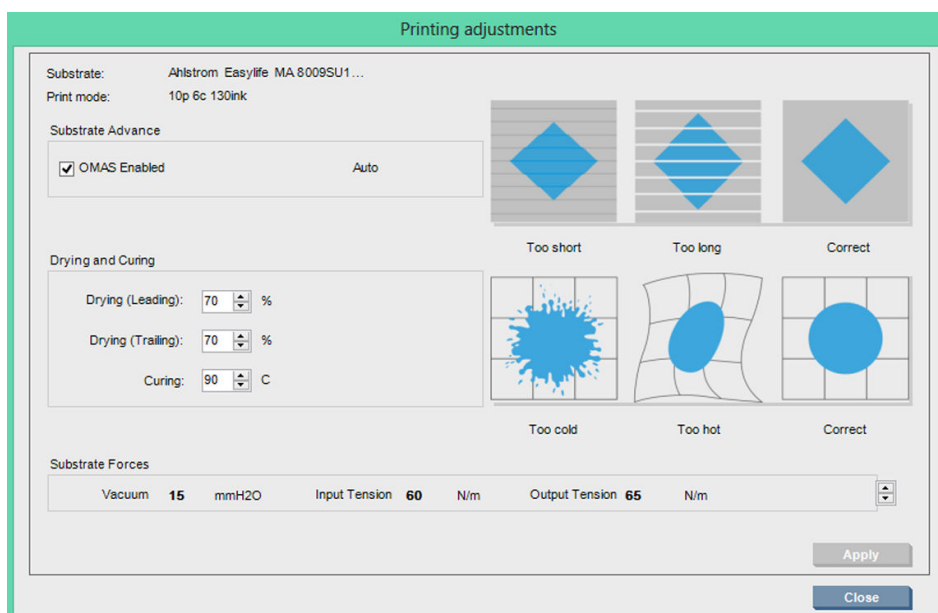 Printing adjustments
Substrate: Ahlstrom Easylife MA 8009SU1...
Print mode: 10p 6c 130ink
Substrate Advance
OMAS Enabled Auto
Too short Too long Correct
Drying and Curing
Drying (Leading): 70 %
Drying (Trailing): 70 %
Curing: 90 C
Too cold Too hot Correct
Substrate Forces
Vacuum 15 mmH2O Input Tension 60 N/m Output Tension 65 N/m
Apply
Close